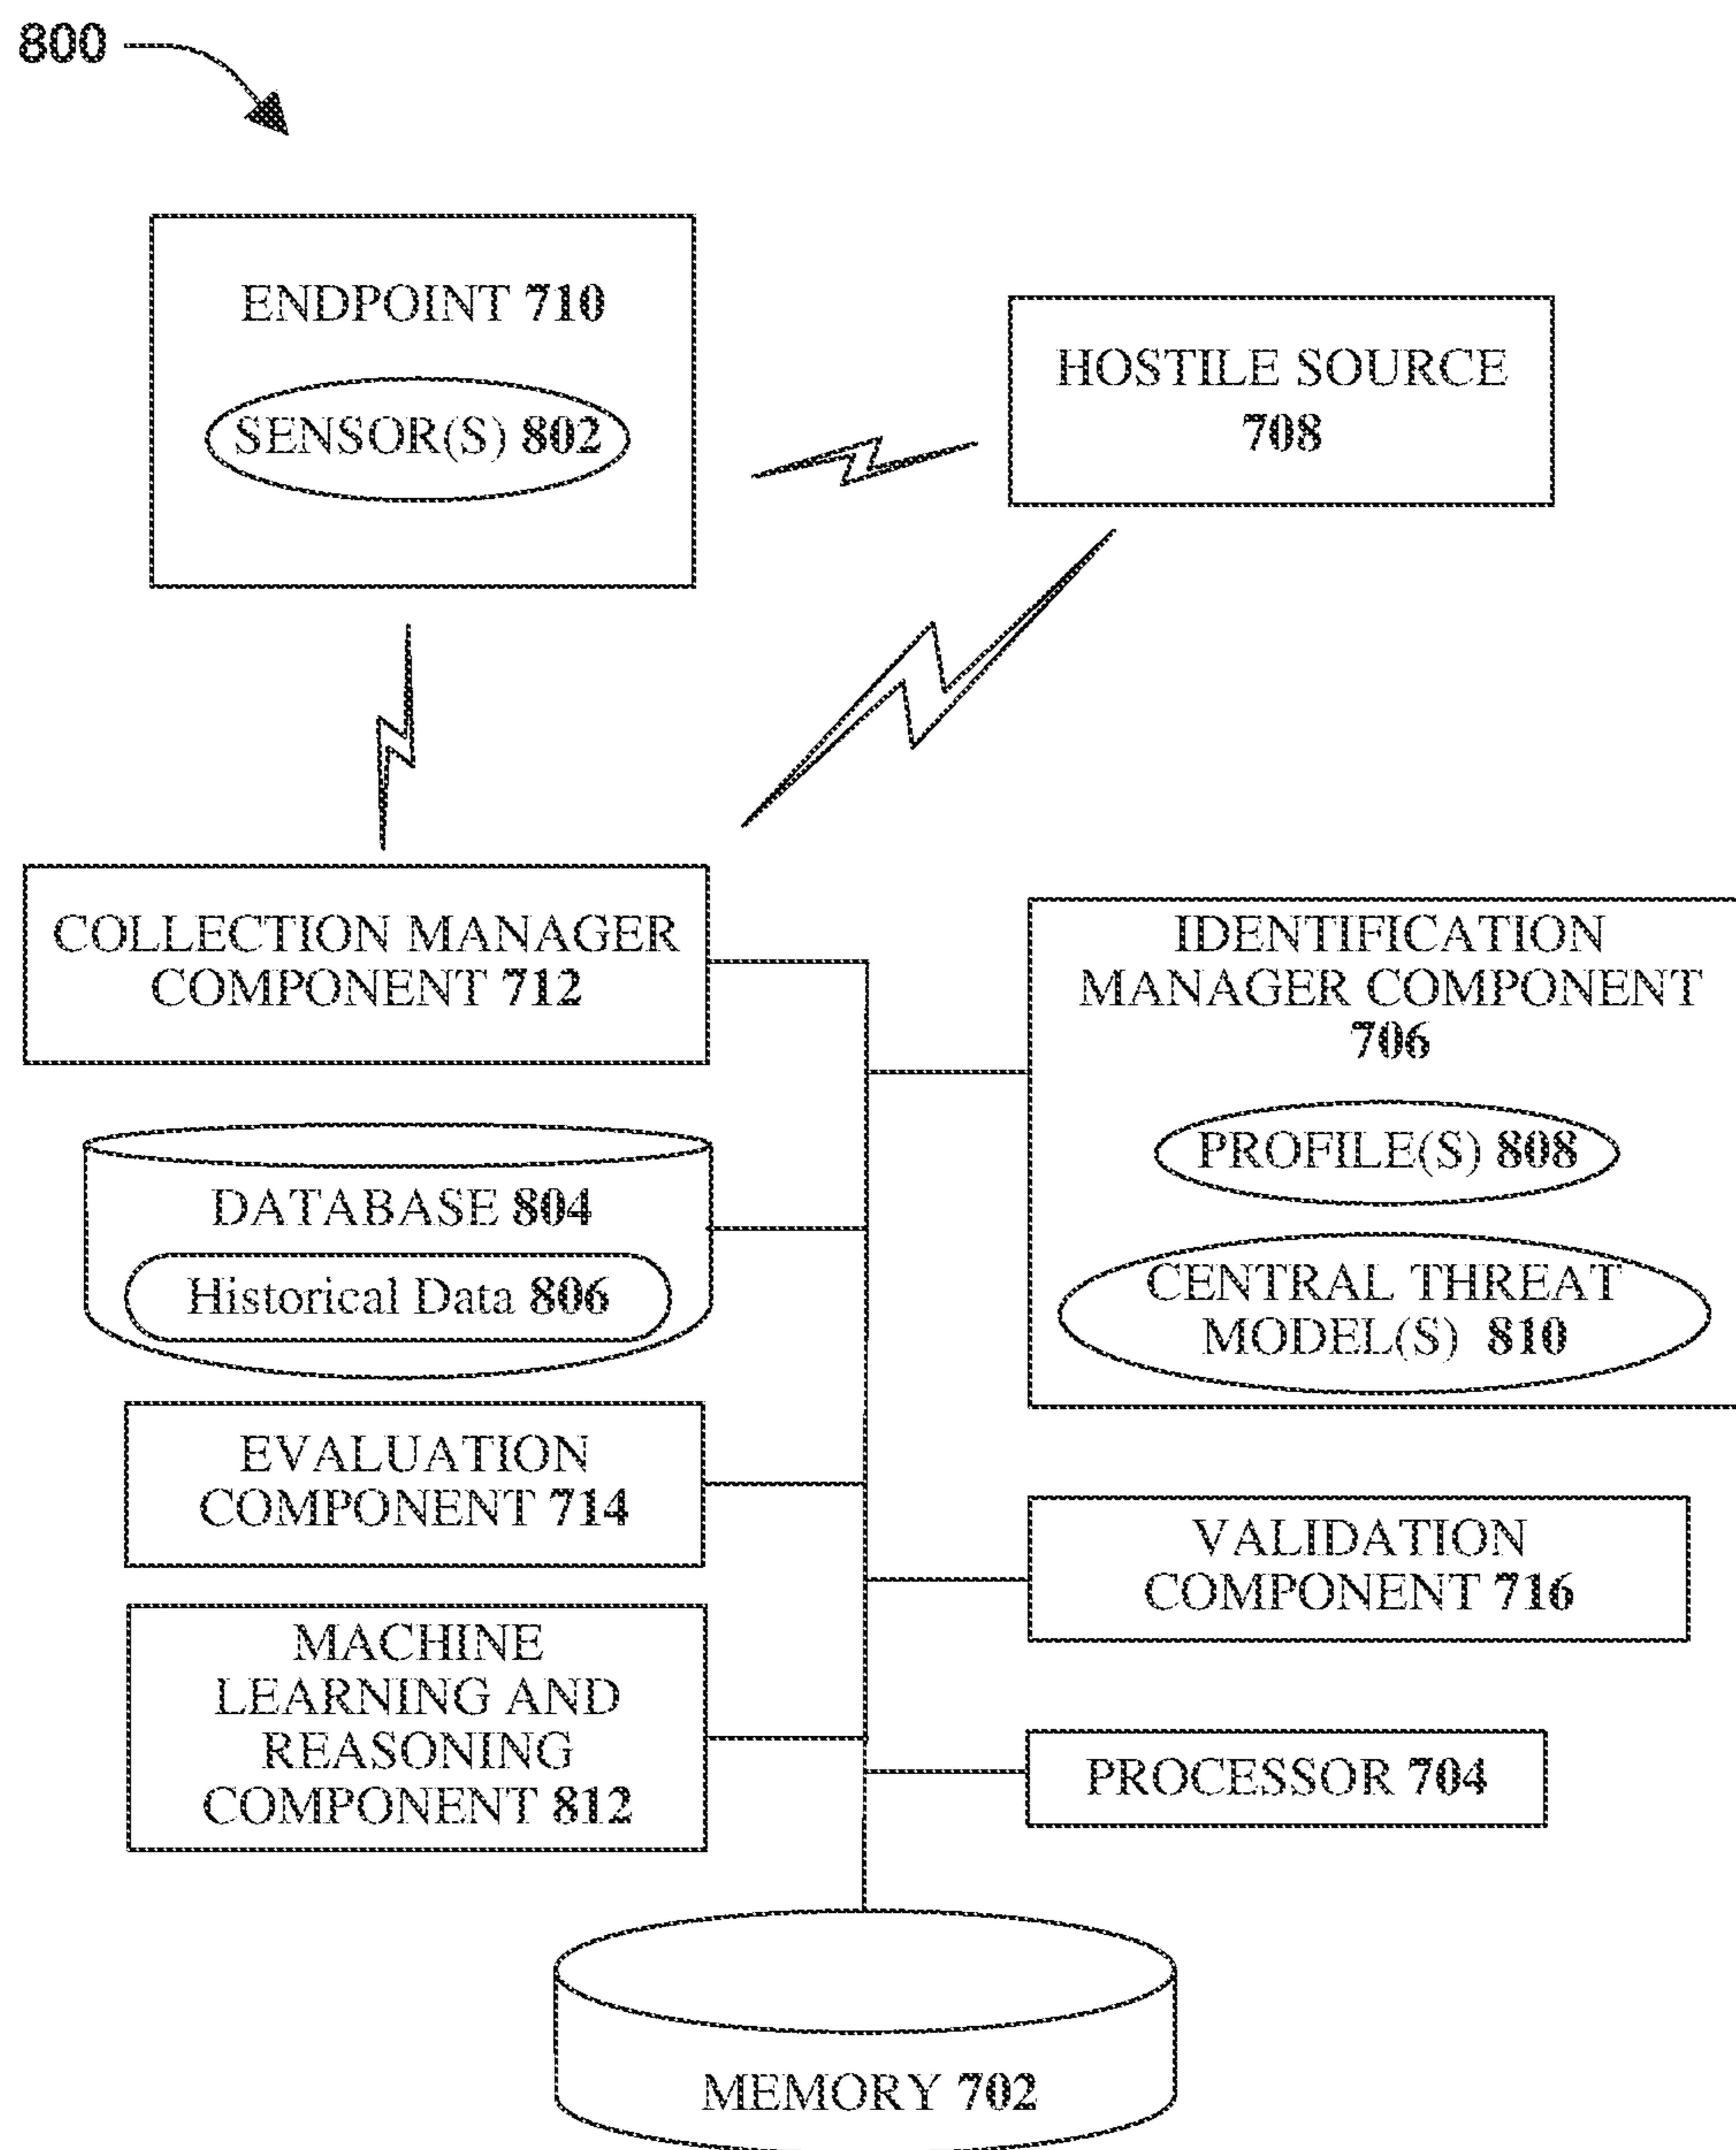 800
ENDPOINT 710
SENSOR(S) 802
HOSTILE SOURCE
708
COLLECTION MANAGER
COMPONENT 712
IDENTIFICATION
MANAGER COMPONENT
706
PROFILE(S) 808
CENTRAL THREAT
MODEL(S) 810
DATABASE 804
Historical Data 806
EVALUATION
COMPONENT 714
VALIDATION
COMPONENT 716
MACHINE
LEARNING AND
REASONING
COMPONENT 812
PROCESSOR 704
MEMORY 702